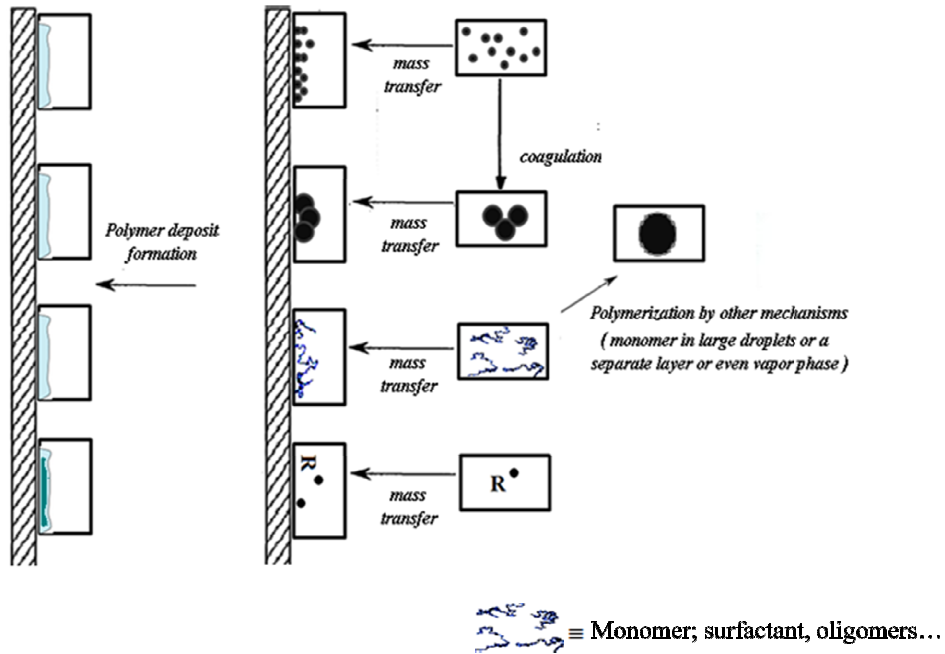 mass
transfer
coagulation
Polymer deposit
formation
mass
transfer
Polymerization by other mechanisms
( monomer in large droplets or a
separate layer or even vapor phase )
mass
transfer
R
R
mass
transfer
≡ Monomer; surfactant, oligomers…